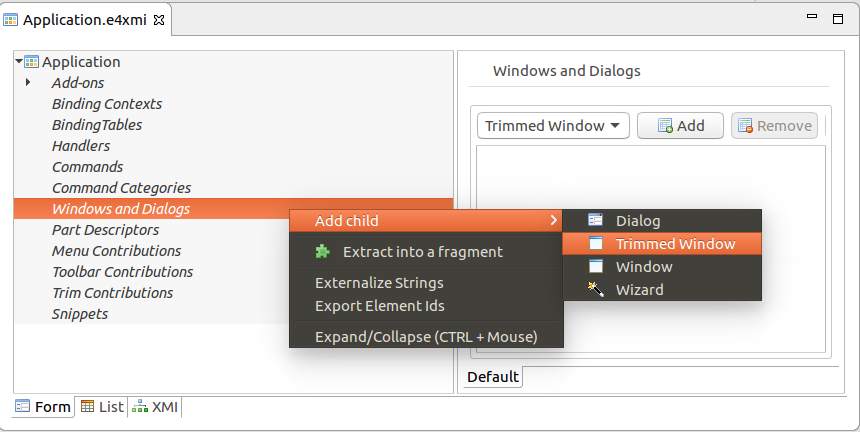 Application.e4xmi
Application
Add-ons
Binding Contexts
BindingTables
Handlers
Commands
Command Categories
Windows and Dialogs
Part Descriptors
Menu Contributions
Toolbar Contributions
Trim Contributions
Snippets
Add child
Extract into a fragment
Externalize Strings
Export Element Ids
Expand/Collapse (CTRL + Mouse)
Dialog
Trimmed Window
Window
Wizard
Windows and Dialogs
Trimmed Window Add Remove
Default
Form List XMI